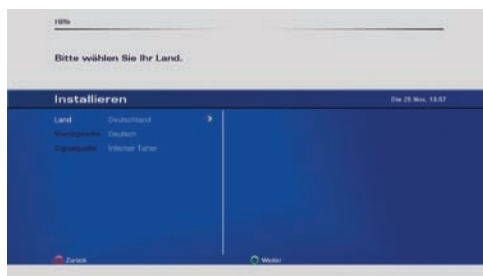 Hilfe
Bitte wählen Sie Ihr Land.
Installieren
Die 25 Nov, 13:57
Land Deutschland
Menüsprache Deutsch
Signalquelle Interner Tuner
Zurück
Weiter